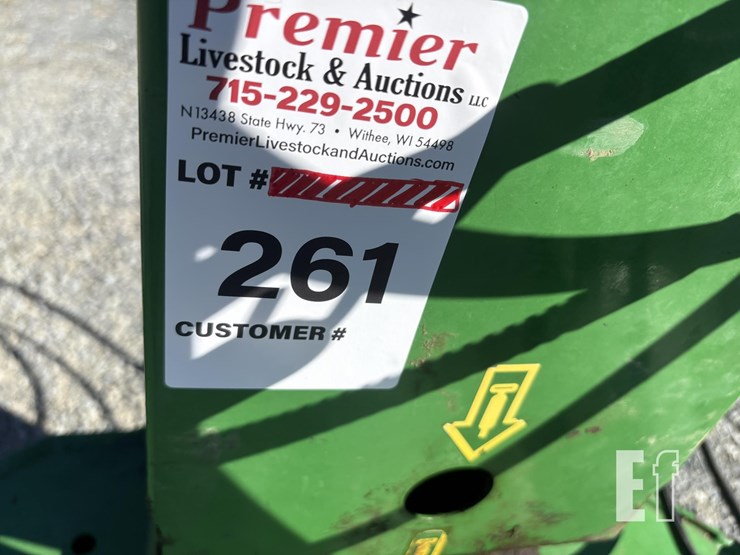 Premier
Livestock & Auctions LLC
715-229-2500
N13438 State Hwy. 73 • Withee, WI 54498
PremierLivestockandAuctions.com
LOT #
261
CUSTOMER #
Ef